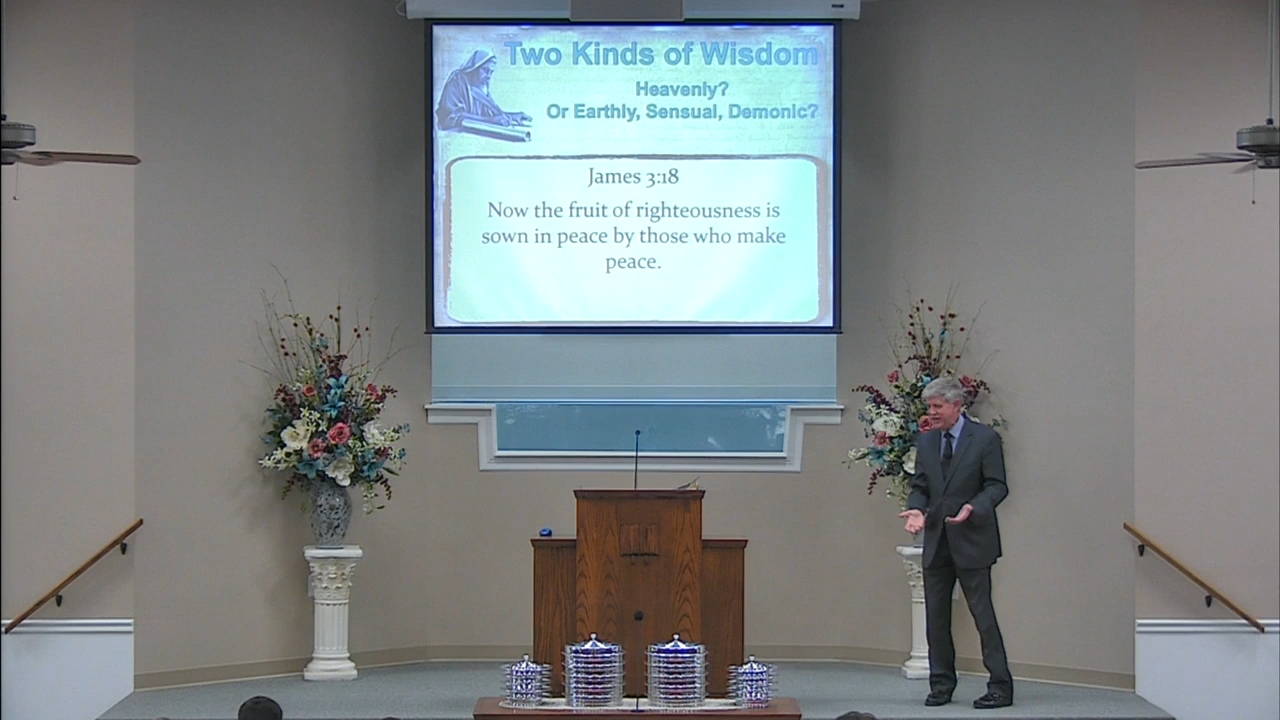 Two Kinds of Wisdom
Heavenly?
Or Earthly, Sensual, Demonic?
James 3:18
Now the fruit of righteousness is
sown in peace by those who make
peace.